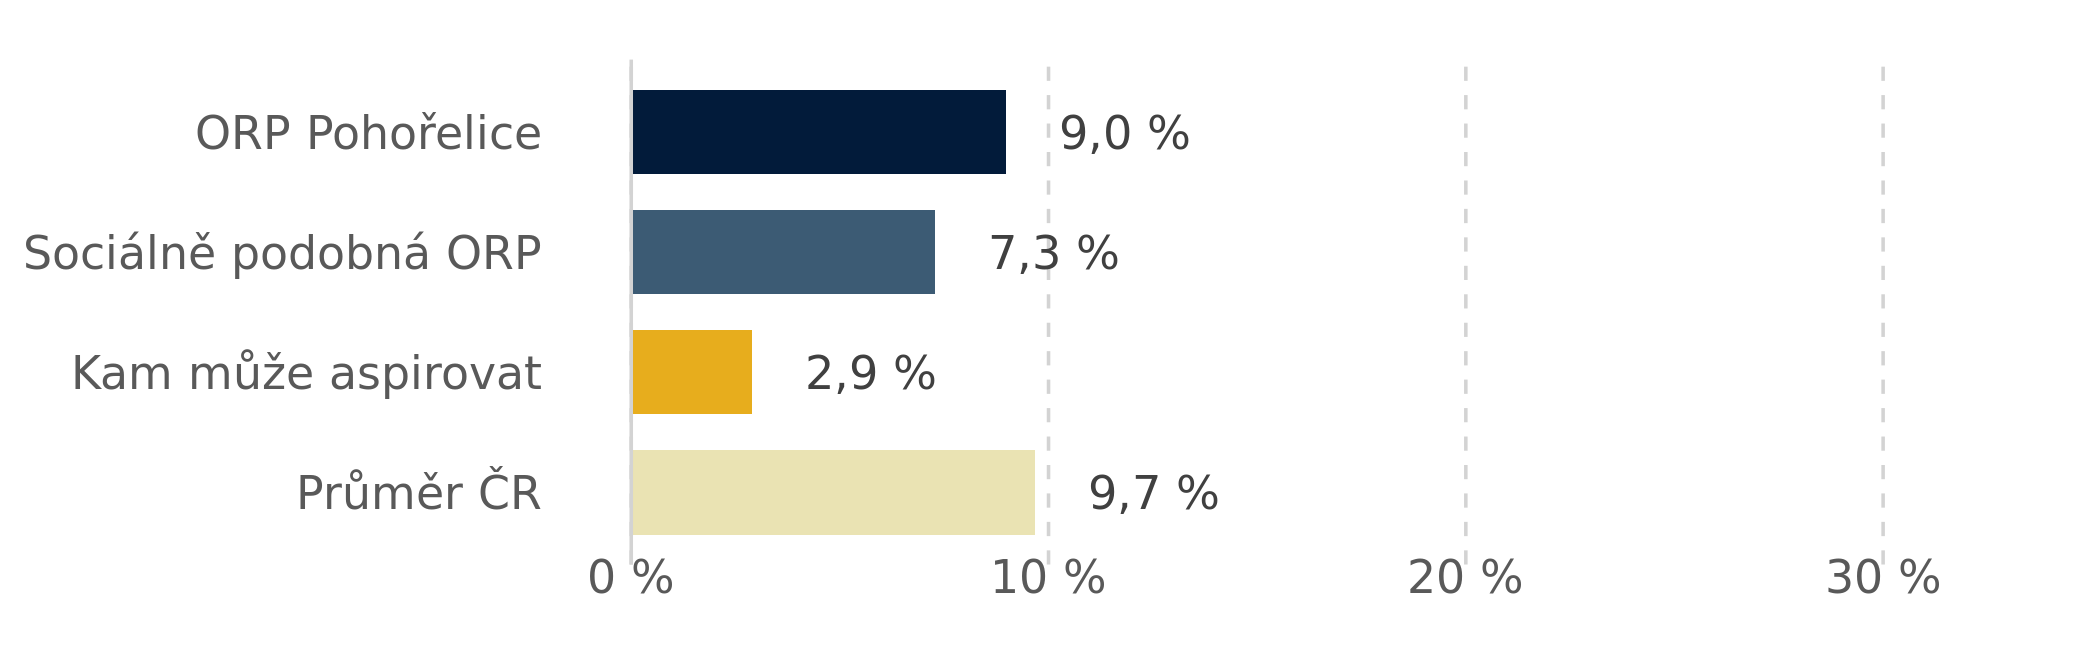 ORP Pohořelice 9,0 %
Sociálně podobná ORP 7,3 %
Kam může aspirovat 2,9 %
Průměr ČR 9,7 %
0 % 10 % 20 % 30 %